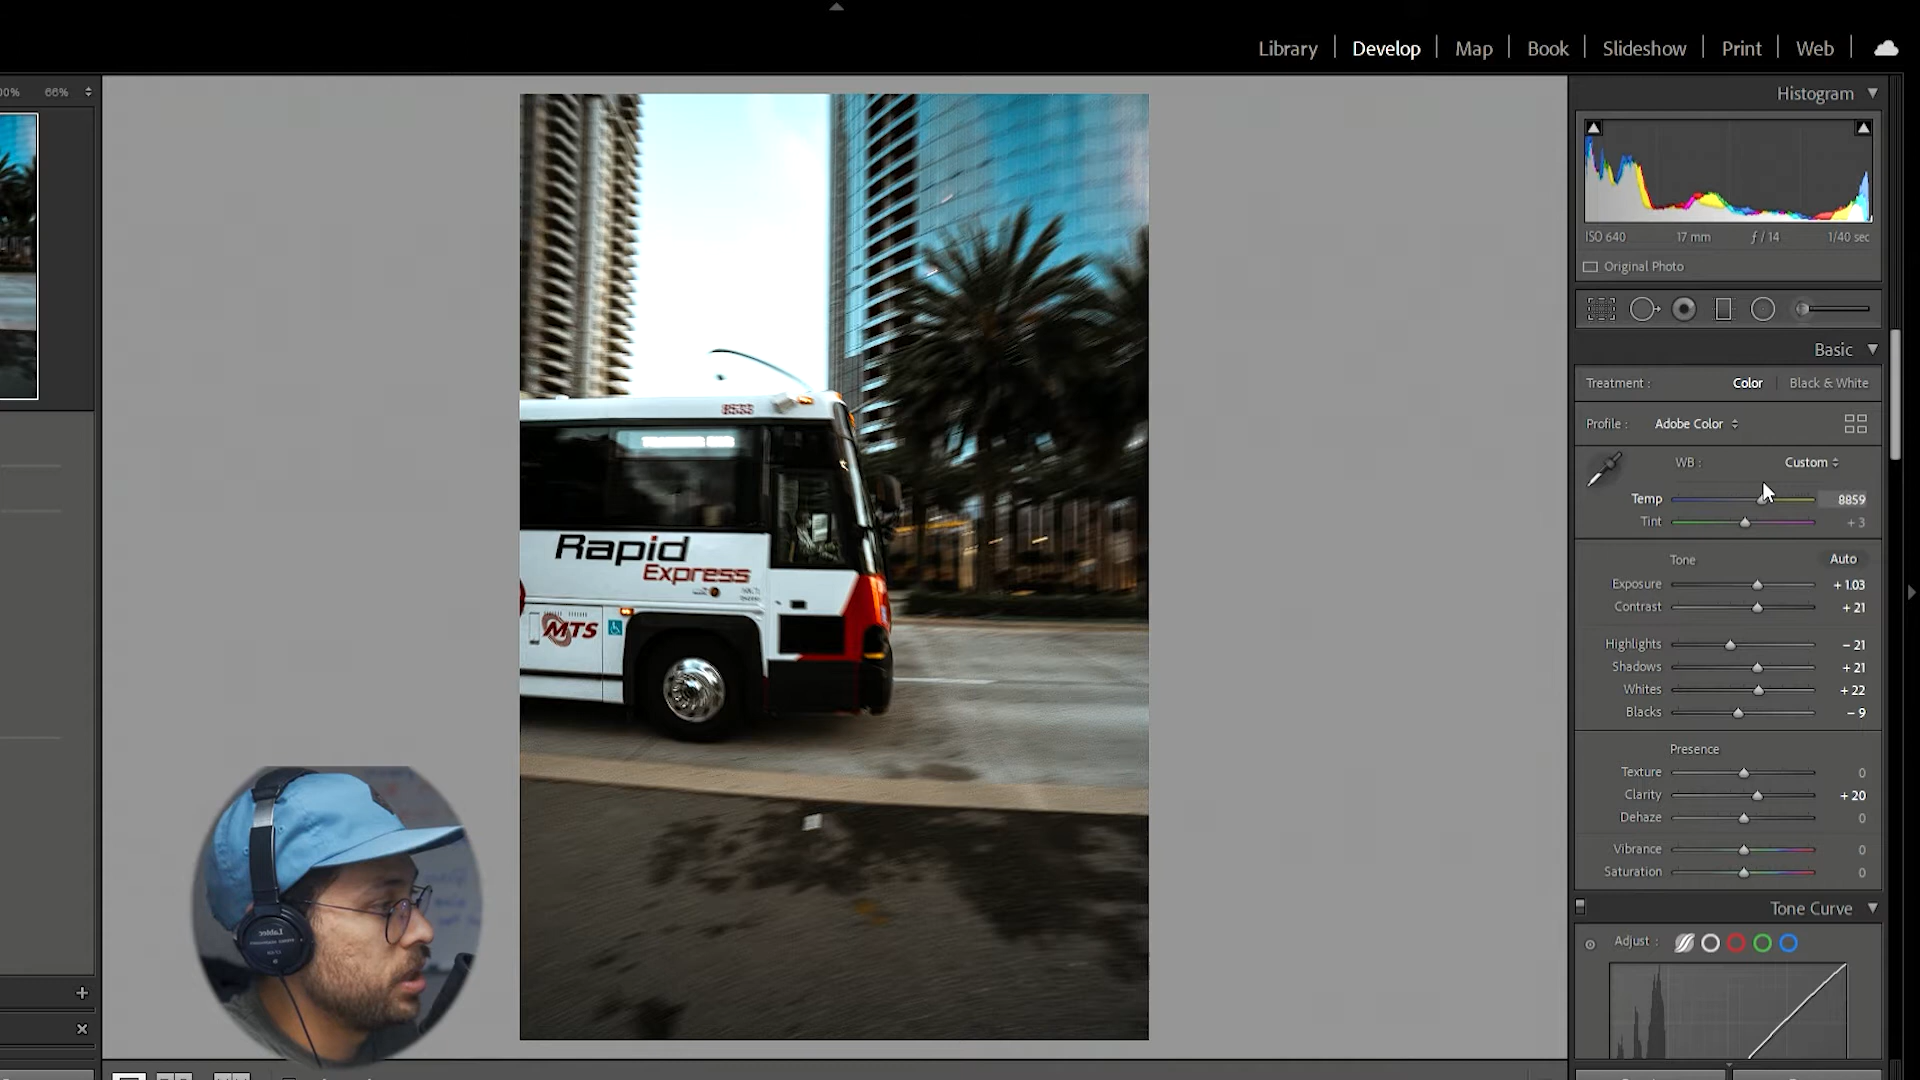 Library | Develop | Map | Book | Slideshow | Print | Web |
00% 66%
Histogram
ISO 640 17 mm ƒ / 14 1/40 sec
Original Photo
Basic
Treatment : Color Black & White
Profile : Adobe Color
WB : Custom
Temp 8859
Tint + 3
Tone Auto
Exposure + 1.03
Contrast + 21
Highlights − 21
Shadows + 21
Whites + 22
Blacks − 9
Presence
Texture 0
Clarity + 20
Dehaze 0
Vibrance 0
Saturation 0
Tone Curve
Adjust :
8533
Rapid
Express
MTS